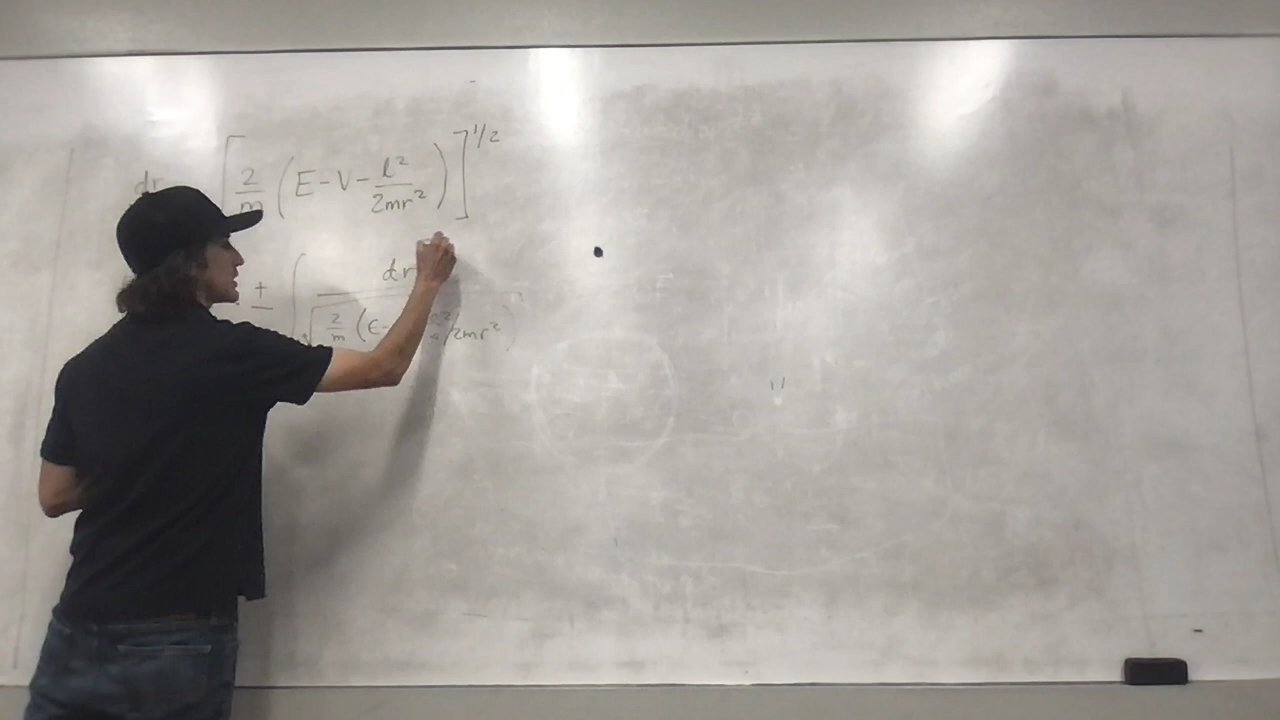 dr [2/m (E-V-l²/2mr²)]^1/2
± ∫ dr / √(2/m (E- l²/2mr²)